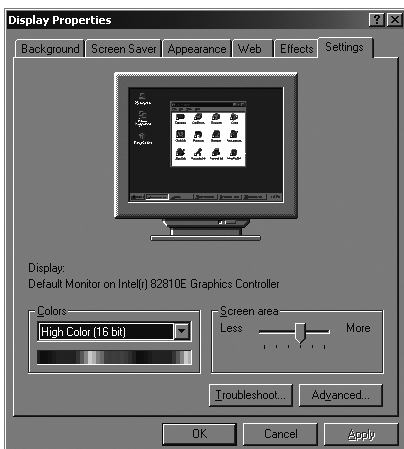 Display Properties
Background Screen Saver Appearance Web Effects Settings
Display:
Default Monitor on Intel(r) 82810E Graphics Controller
Colors
High Color (16 bit)
Screen area
Less More
Troubleshoot... Advanced...
OK Cancel Apply